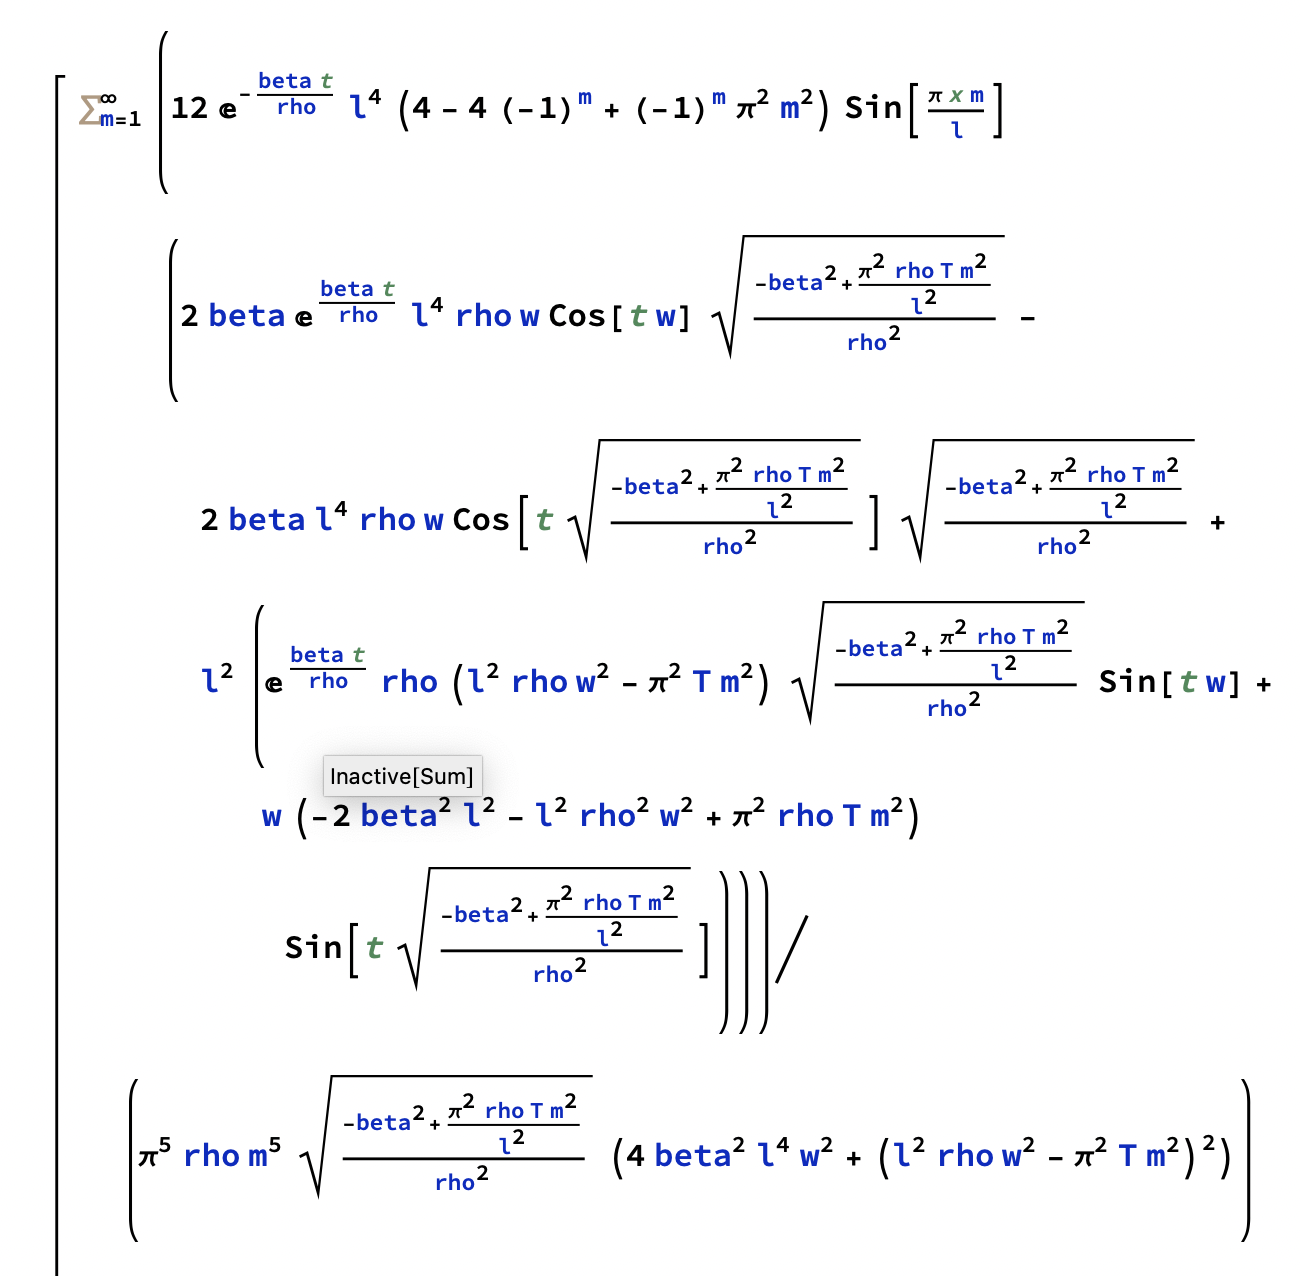 ∑_{m=1}^{∞} (12 ⅇ^{-(beta t)/rho} l^4 (4 - 4 (-1)^m + (-1)^m π^2 m^2) Sin[(π x m)/l]
(2 beta ⅇ^{(beta t)/rho} l^4 rho w Cos[t w] √((-beta^2 + (π^2 rho T m^2)/l^2)/rho^2) -
2 beta l^4 rho w Cos[t √((-beta^2 + (π^2 rho T m^2)/l^2)/rho^2)] √((-beta^2 + (π^2 rho T m^2)/l^2)/rho^2) +
l^2 (ⅇ^{(beta t)/rho} rho (l^2 rho w^2 - π^2 T m^2) √((-beta^2 + (π^2 rho T m^2)/l^2)/rho^2) Sin[t w] +
Inactive[Sum]
w (-2 beta^2 l^2 - l^2 rho^2 w^2 + π^2 rho T m^2)
Sin[t √((-beta^2 + (π^2 rho T m^2)/l^2)/rho^2)]))) /
(π^5 rho m^5 √((-beta^2 + (π^2 rho T m^2)/l^2)/rho^2) (4 beta^2 l^4 w^2 + (l^2 rho w^2 - π^2 T m^2)^2))